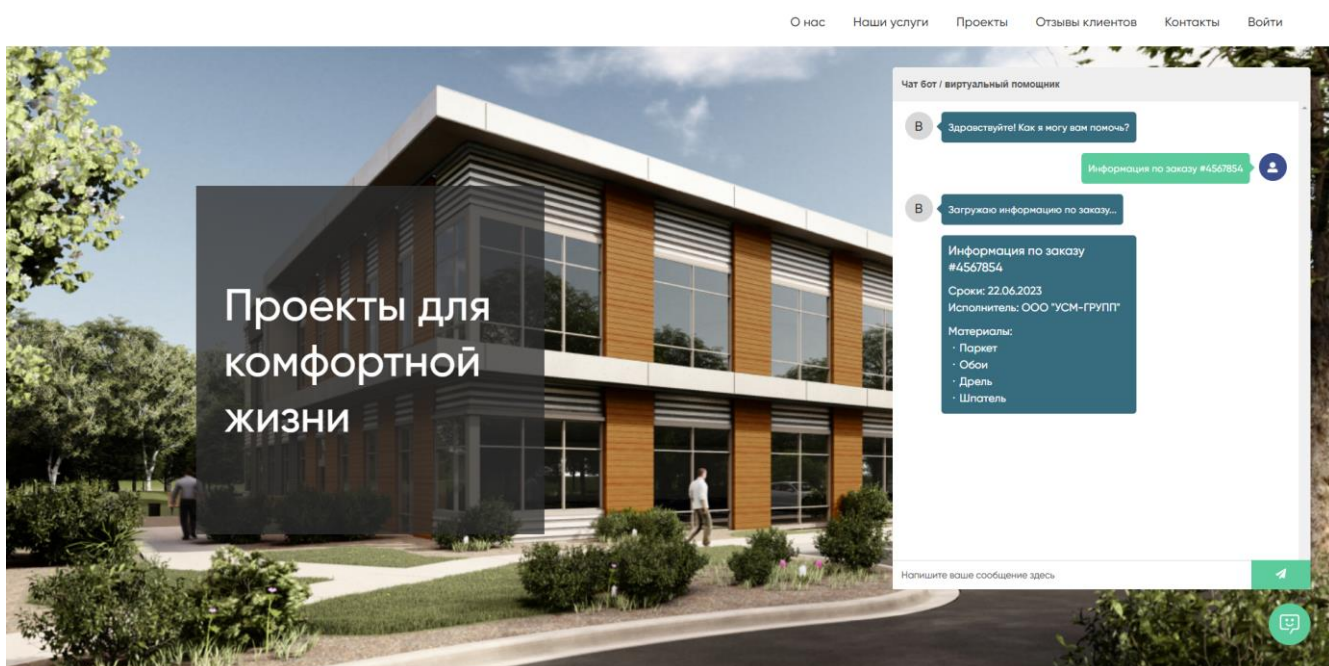 О нас Наши услуги Проекты Отзывы клиентов Контакты Войти
Проекты для
комфортной
жизни
Чат бот / виртуальный помощник
B
Здравствуйте! Как я могу вам помочь?
Информация по заказу #4567854
B
Загружаю информацию по заказу...
Информация по заказу
#4567854
Сроки: 22.06.2023
Исполнитель: ООО "УСМ-ГРУПП"
Материалы:
· Паркет
· Обои
· Дрель
· Шпатель
Напишите ваше сообщение здесь